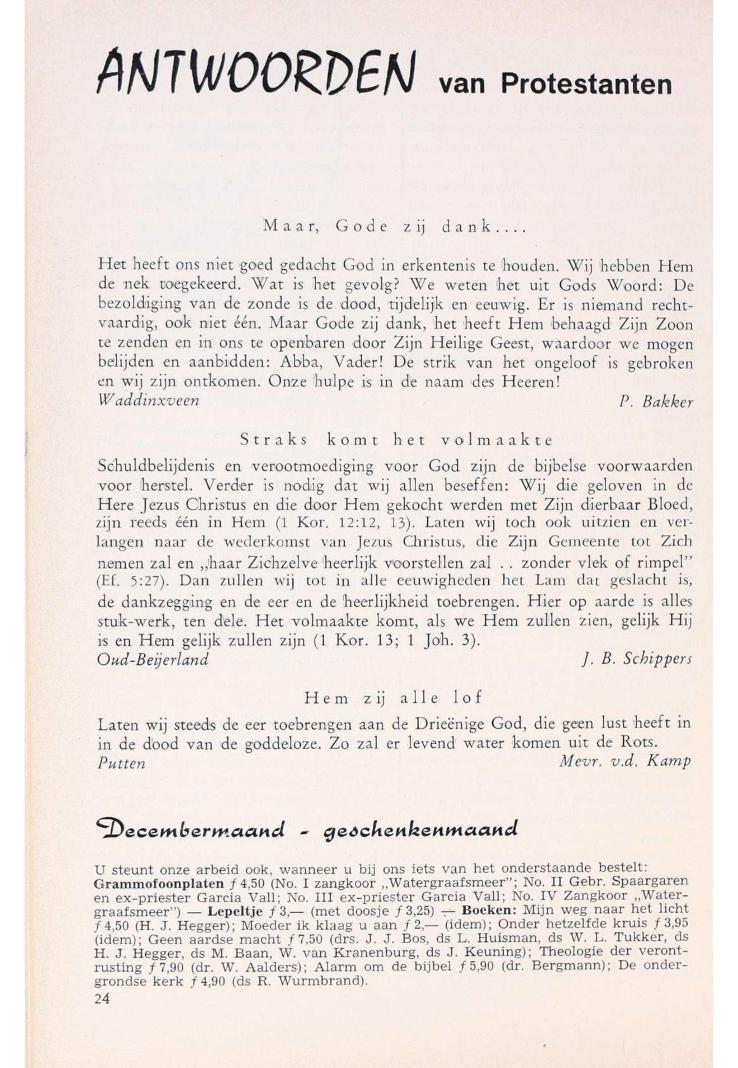 ANTWOORDEN van Protestanten
Maar, Gode zij dank....
Het heeft ons niet goed gedacht God in erkentenis te houden. Wij hebben Hem
de nek toegekeerd. Wat is het gevolg? We weten het uit Gods Woord: De
bezoldiging van de zonde is de dood, tijdelijk en eeuwig. Er is niemand recht-
vaardig, ook niet één. Maar Gode zij dank, het heeft Hem behaagd Zijn Zoon
te zenden en in ons te openbaren door Zijn Heilige Geest, waardoor we mogen
belijden en aanbidden: Abba, Vader! De strik van het ongeloof is gebroken
en wij zijn ontkomen. Onze hulpe is in de naam des Heeren!
Waddinxveen P. Bakker
Straks komt het volmaakte
Schuldbelijdenis en verootmoediging voor God zijn de bijbelse voorwaarden
voor herstel. Verder is nodig dat wij allen beseffen: Wij die geloven in de
Here Jezus Christus en die door Hem gekocht werden met Zijn dierbaar Bloed,
zijn reeds één in Hem (1 Kor. 12:12, 13). Laten wij toch ook uitzien en ver-
langen naar de wederkomst van Jezus Christus, die Zijn Gemeente tot Zich
nemen zal en „haar Zichzelve heerlijk voorstellen zal .. zonder vlek of rimpel"
(Ef. 5:27). Dan zullen wij tot in alle eeuwigheden het Lam dat geslacht is,
de dankzegging en de eer en de heerlijkheid toebrengen. Hier op aarde is alles
stuk-werk, ten dele. Het volmaakte komt, als we Hem zullen zien, gelijk Hij
is en Hem gelijk zullen zijn (1 Kor. 13; 1 Joh. 3).
Oud-Beijerland J. B. Schippers
Hem zij alle lof
Laten wij steeds de eer toebrengen aan de Drieënige God, die geen lust heeft in
in de dood van de goddeloze. Zo zal er levend water komen uit de Rots.
Putten Mevr. v.d. Kamp
Decembermaand - geschenkenmaand
U steunt onze arbeid ook, wanneer u bij ons iets van het onderstaande bestelt:
Grammofoonplaten ƒ 4,50 (No. I zangkoor „Watergraafsmeer"; No. II Gebr. Spaargaren
en ex-priester Garcia Vall; No. III ex-priester Garcia Vall; No. IV Zangkoor „Water-
graafsmeer") — Lepeltje ƒ 3,— (met doosje ƒ 3,25) — Boeken: Mijn weg naar het licht
ƒ 4,50 (H. J. Hegger); Moeder ik klaag u aan ƒ 2,— (idem); Onder hetzelfde kruis ƒ 3,95
(idem); Geen aardse macht ƒ 7,50 (drs. J. J. Bos, ds L. Huisman, ds W. L. Tukker, ds
H. J. Hegger, ds M. Baan, W. van Kranenburg, ds J. Keuning); Theologie der veront-
rusting ƒ 7,90 (dr. W. Aalders); Alarm om de bijbel ƒ 5,90 (dr. Bergmann); De onder-
grondse kerk ƒ 4,90 (ds R. Wurmbrand).
24